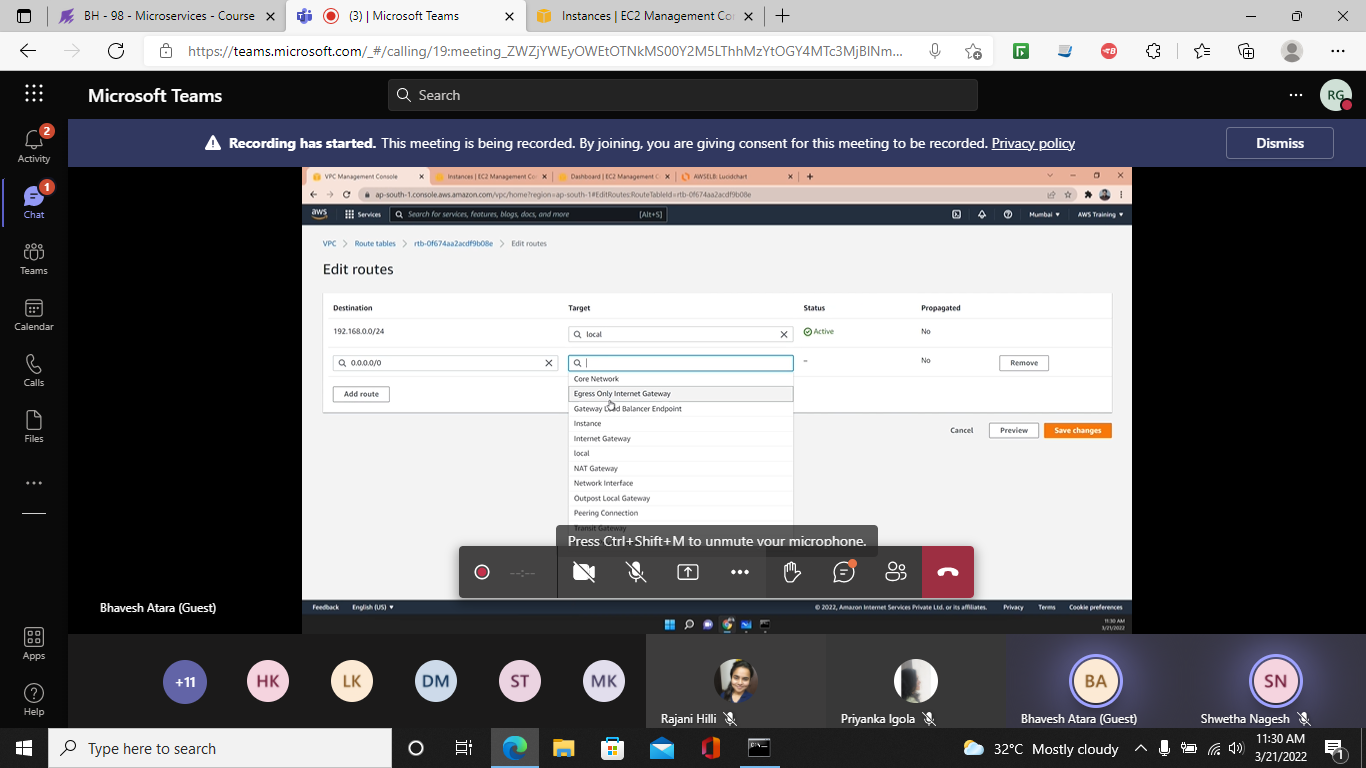 BH - 98 - Microservices - Course
(3) | Microsoft Teams
Instances | EC2 Management Co
https://teams.microsoft.com/_#/calling/19:meeting_ZWZjYWEyOWEtOTNkMS00Y2M5LThhMzYtOGY4MTc3MjBlNm...
Microsoft Teams
Search
RG
2
Activity
Recording has started. This meeting is being recorded. By joining, you are giving consent for this meeting to be recorded. Privacy policy
Dismiss
1
Chat
Teams
Calendar
Calls
Files
Apps
Help
VPC Management Console
Instances | EC2 Management C
Dashboard | EC2 Management C
AWSELB: Lucidchart
ap-south-1.console.aws.amazon.com/vpc/home?region=ap-south-1#EditRoutes:RouteTableId=rtb-0f674aa2acdf9b08e
aws
Services
Search for services, features, blogs, docs, and more
[Alt+S]
Mumbai
AWS Training
VPC > Route tables > rtb-0f674aa2acdf9b08e > Edit routes
Edit routes
Destination Target Status Propagated
192.168.0.0/24 local Active No
0.0.0.0/0 – No Remove
Add route
Core Network
Egress Only Internet Gateway
Gateway Load Balancer Endpoint
Instance
Internet Gateway
local
NAT Gateway
Network Interface
Outpost Local Gateway
Peering Connection
Transit Gateway
Cancel Preview Save changes
Press Ctrl+Shift+M to unmute your microphone.
--:--
Bhavesh Atara (Guest)
Feedback English (US)
© 2022, Amazon Internet Services Private Ltd. or its affiliates. Privacy Terms Cookie preferences
11:30 AM
3/21/2022
+11 HK LK DM ST MK BA SN
Rajani Hilli
Priyanka Igola
Bhavesh Atara (Guest)
Shwetha Nagesh
Type here to search
32°C Mostly cloudy
11:30 AM
3/21/2022
1